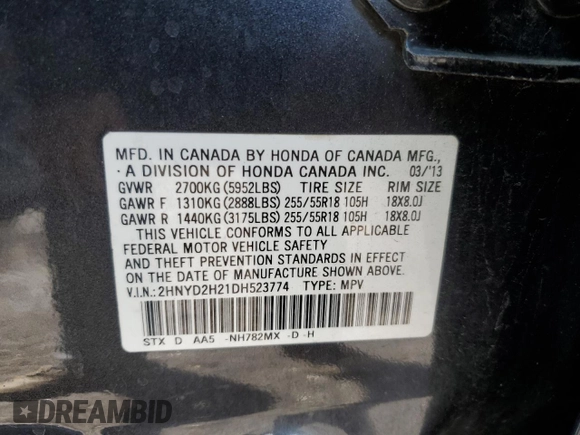 MFD. IN CANADA BY HONDA OF CANADA MFG.,
A DIVISION OF HONDA CANADA INC. 03/'13
GVWR 2700KG (5952LBS) TIRE SIZE RIM SIZE
GAWR F 1310KG (2888LBS) 255/55R18 105H 18X8.0J
GAWR R 1440KG (3175LBS) 255/55R18 105H 18X8.0J
THIS VEHICLE CONFORMS TO ALL APPLICABLE
FEDERAL MOTOR VEHICLE SAFETY
AND THEFT PREVENTION STANDARDS IN EFFECT
ON THE DATE OF MANUFACTURE SHOWN ABOVE.
V.I.N.: 2HNYD2H21DH523774 TYPE: MPV
STX D AA5 -NH782MX -D -H
DREAMBID